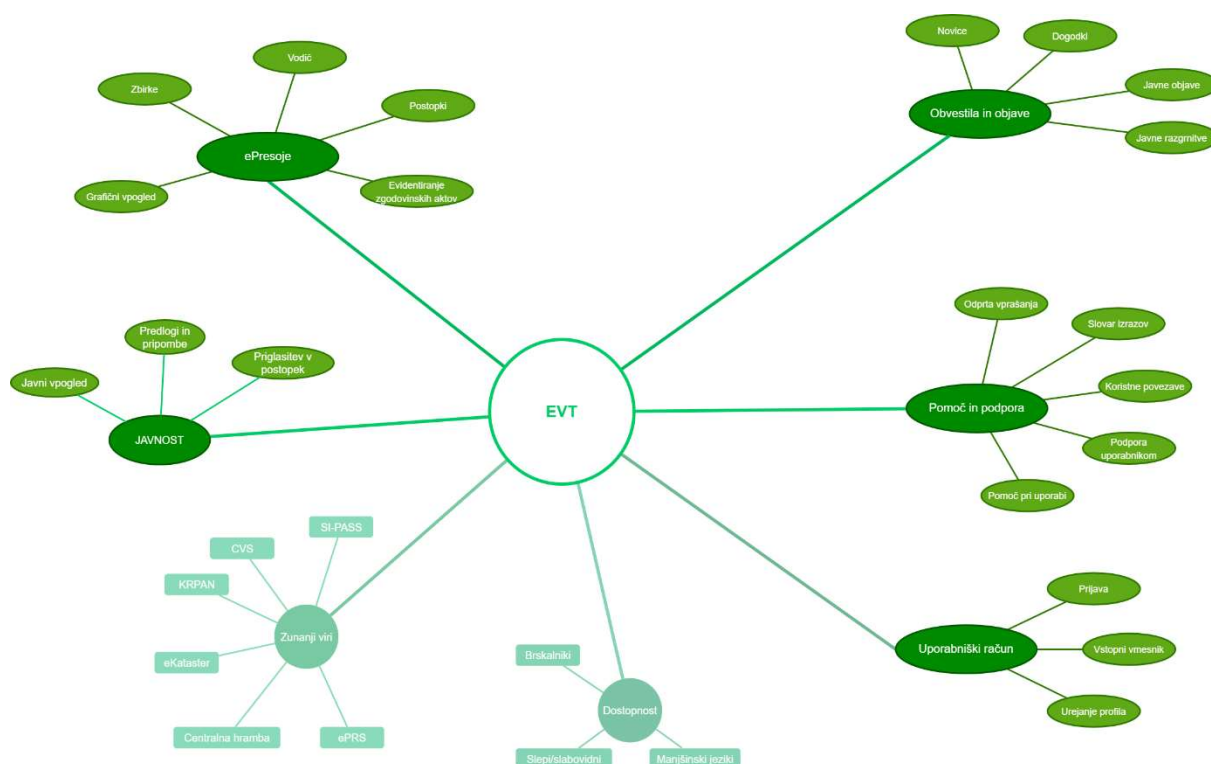 Novice
Dogodki
Vodič
Zbirke
Javne objave
Postopki
Obvestila in objave
Javne razgrnitve
ePresoje
Evidentiranje
zgodovinskih aktov
Grafični vpogled
Odprta vprašanja
Slovar izrazov
Predlogi in
pripombe
Priglasitev v
postopek
Javni vpogled
Koristne povezave
EVT
Pomoč in podpora
JAVNOST
Podpora
uporabnikom
Pomoč pri uporabi
SI-PASS
CVS
KRPAN
Prijava
Zunanji viri
Uporabniški račun
Vstopni vmesnik
Brskalniki
eKataster
Dostopnost
Urejanje profila
Centralna hramba
ePRS
Slepi/slabovidni
Manjšinski jeziki